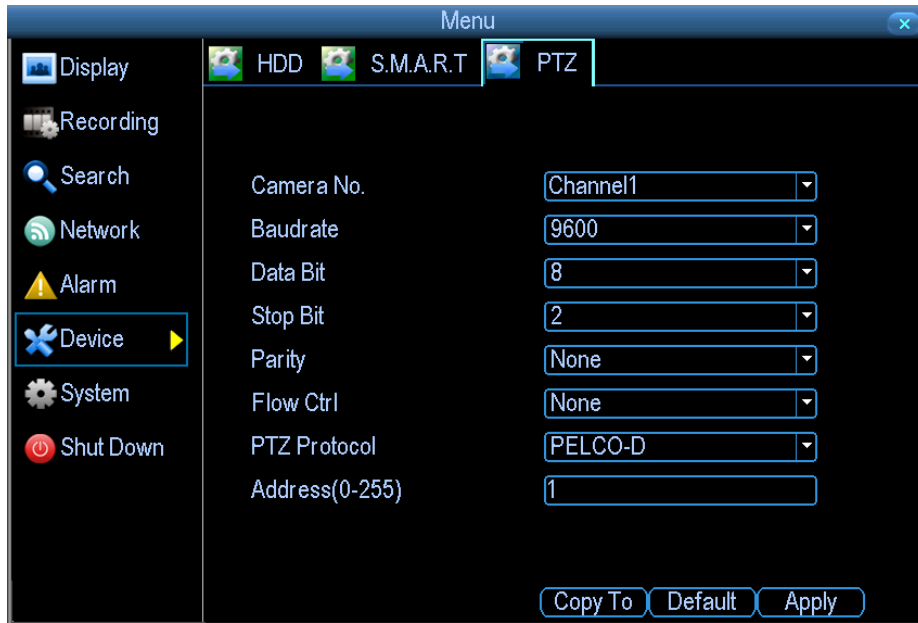 Menu
Display
Recording
Search
Network
Alarm
Device
System
Shut Down
HDD S.M.A.R.T PTZ
Camera No. Channel1
Baudrate 9600
Data Bit 8
Stop Bit 2
Parity None
Flow Ctrl None
PTZ Protocol PELCO-D
Address(0-255) 1
Copy To Default Apply